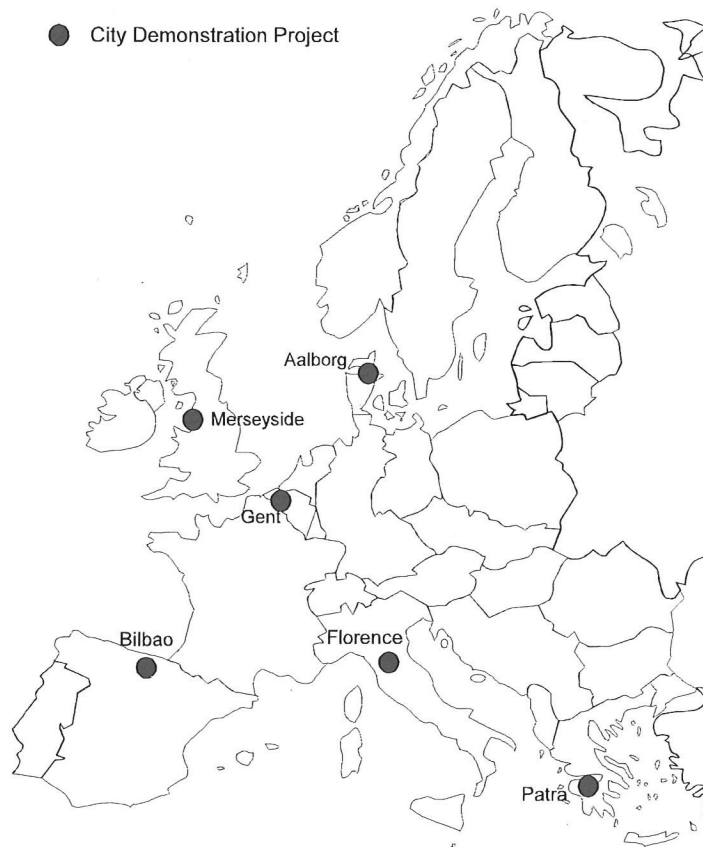 City Demonstration Project
Aalborg
Merseyside
Gent
Bilbao
Florence
Patra